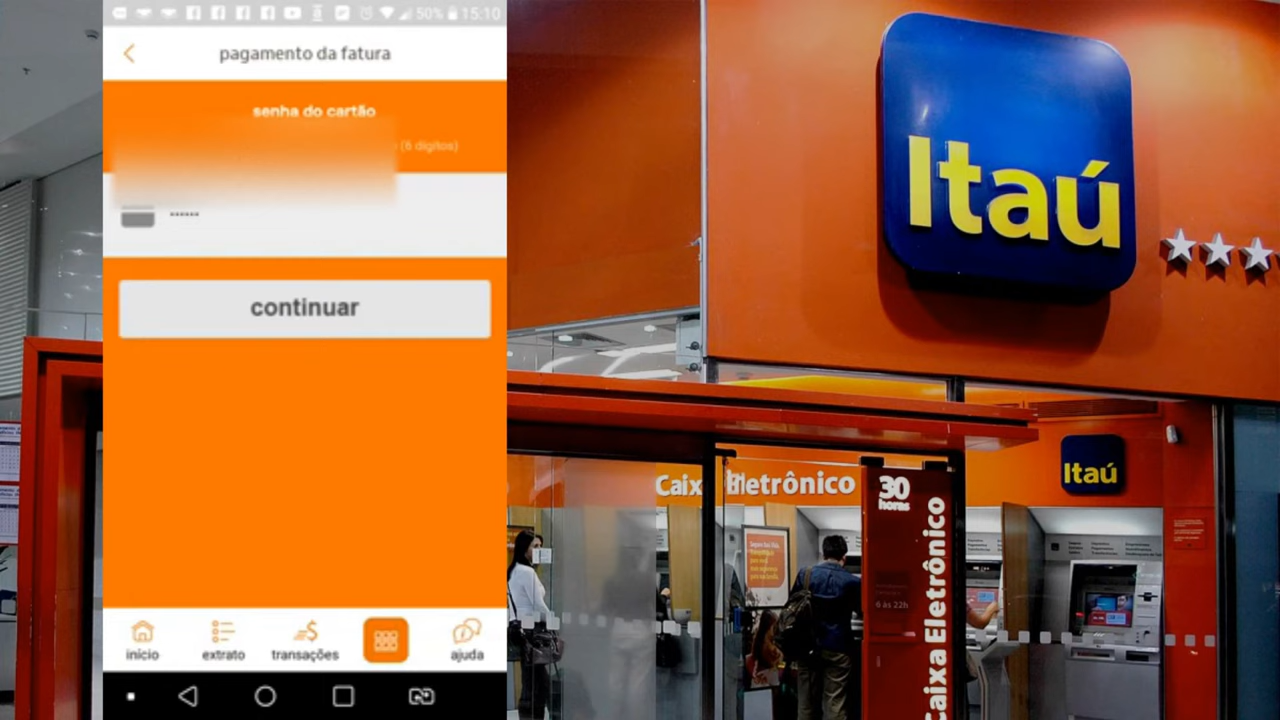 50% 15:10
pagamento da fatura
senha do cartão
(6 dígitos)
••••••
continuar
início
extrato
transações
ajuda
Itaú
Itaú
Caixa Eletrônico
30
horas
6 às 22h
Caixa Eletrônico